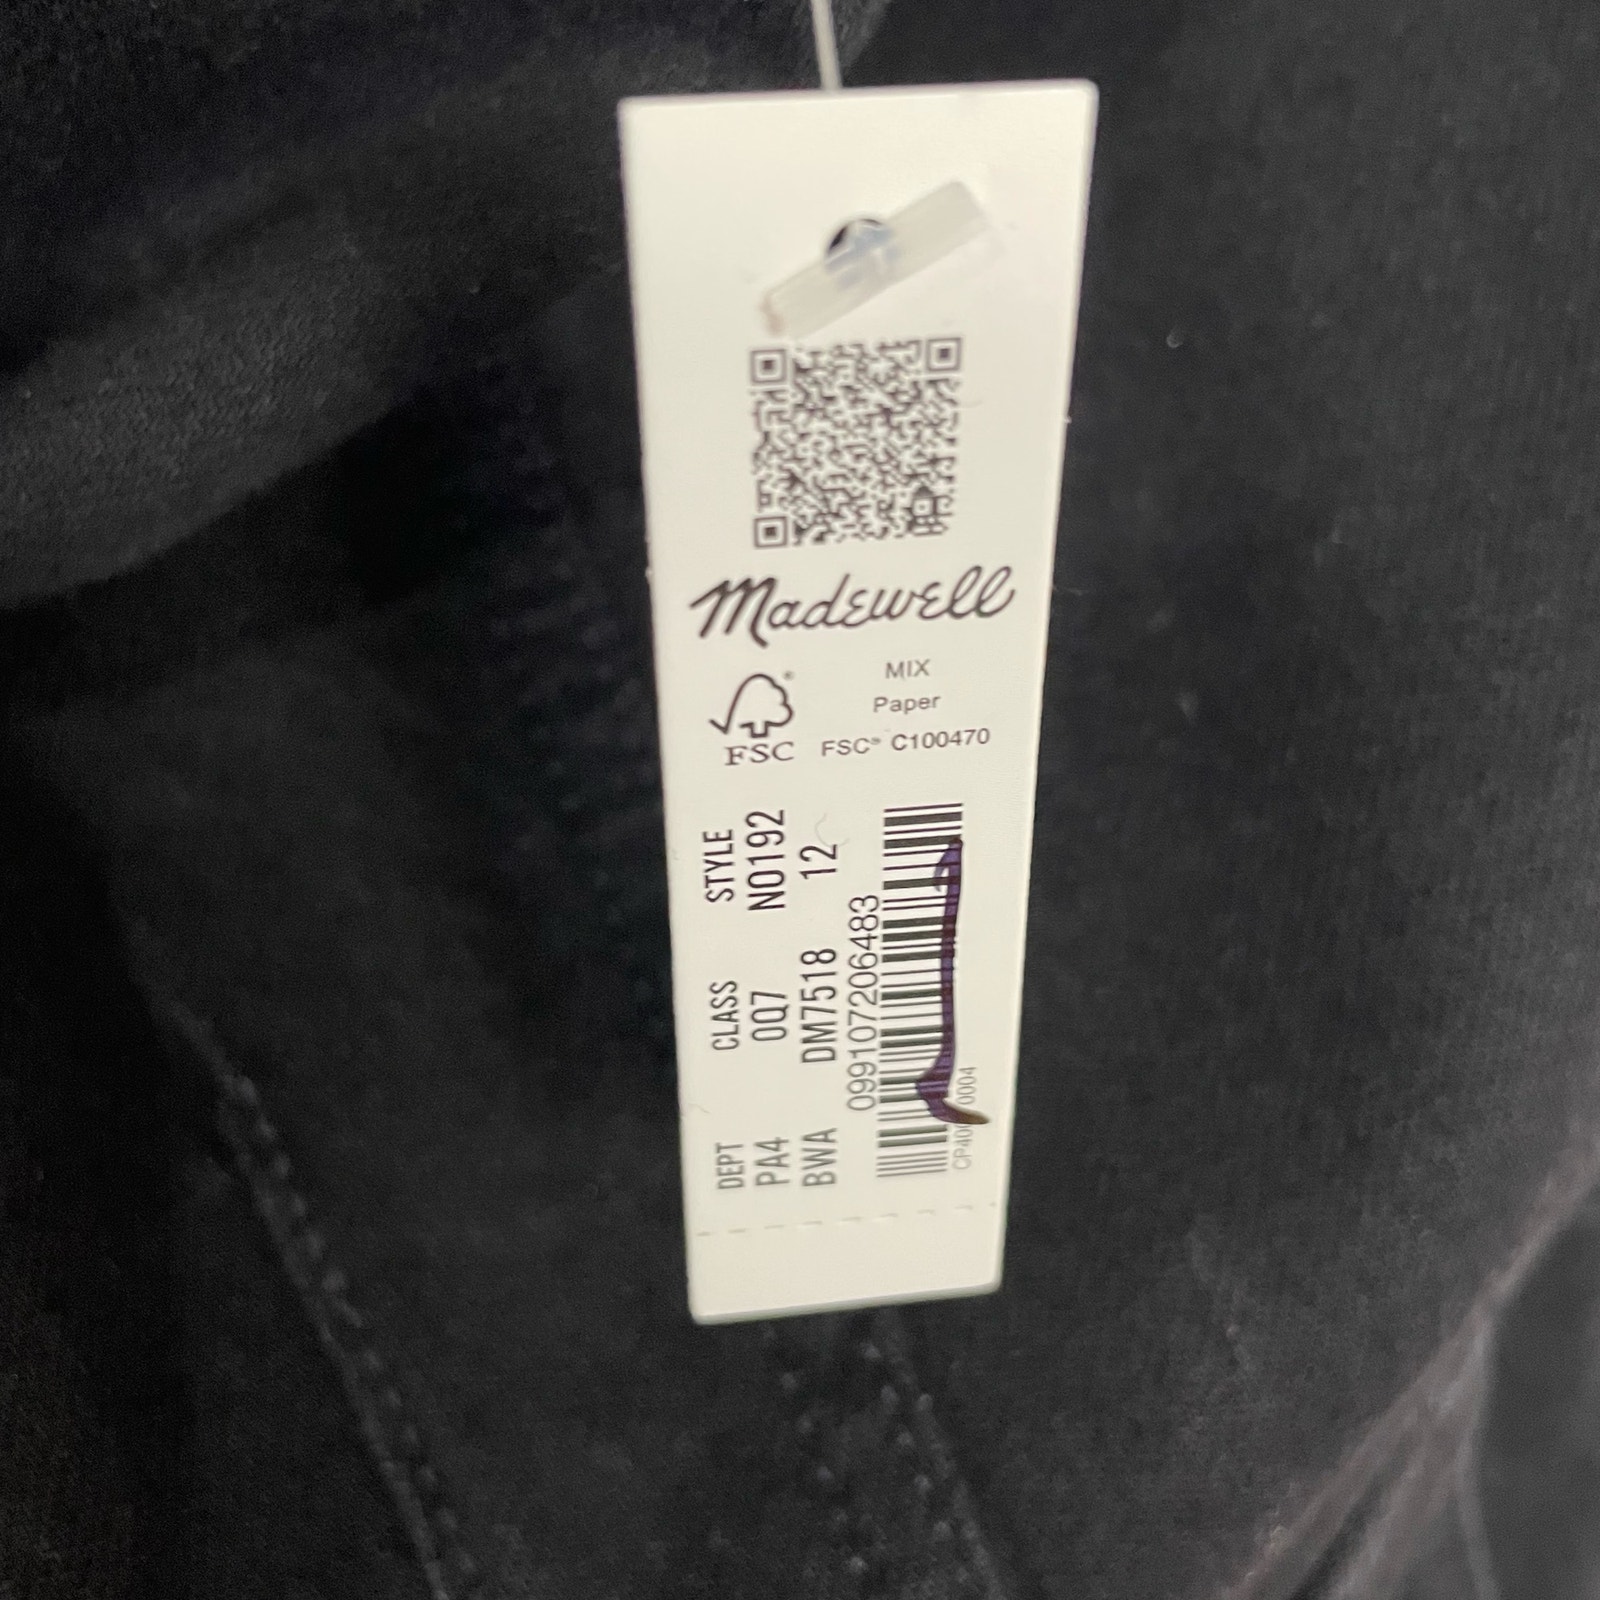 Madewell
MIX
Paper
FSC® C100470
FSC
DEPT CLASS STYLE
PA4 0Q7 NO192
BWA DM7518 12
099107206483